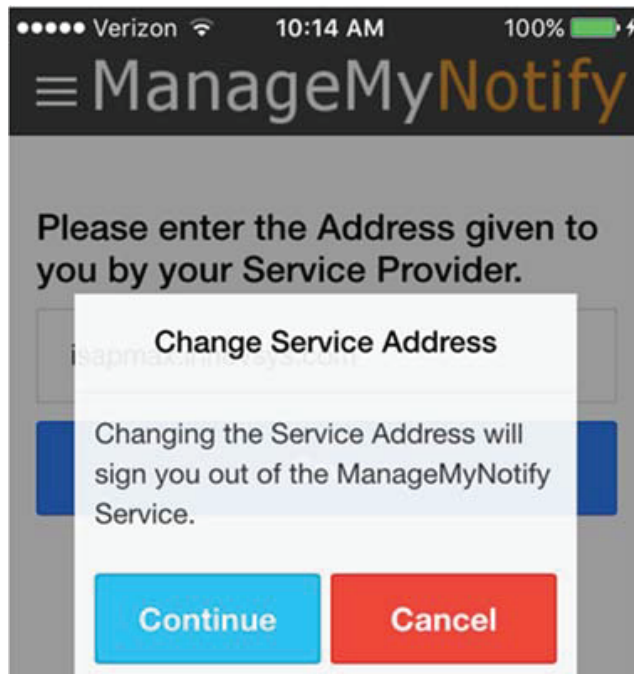 Verizon 10:14 AM 100%
ManageMyNotify
Please enter the Address given to
you by your Service Provider.
Change Service Address
Changing the Service Address will
sign you out of the ManageMyNotify
Service.
Continue Cancel